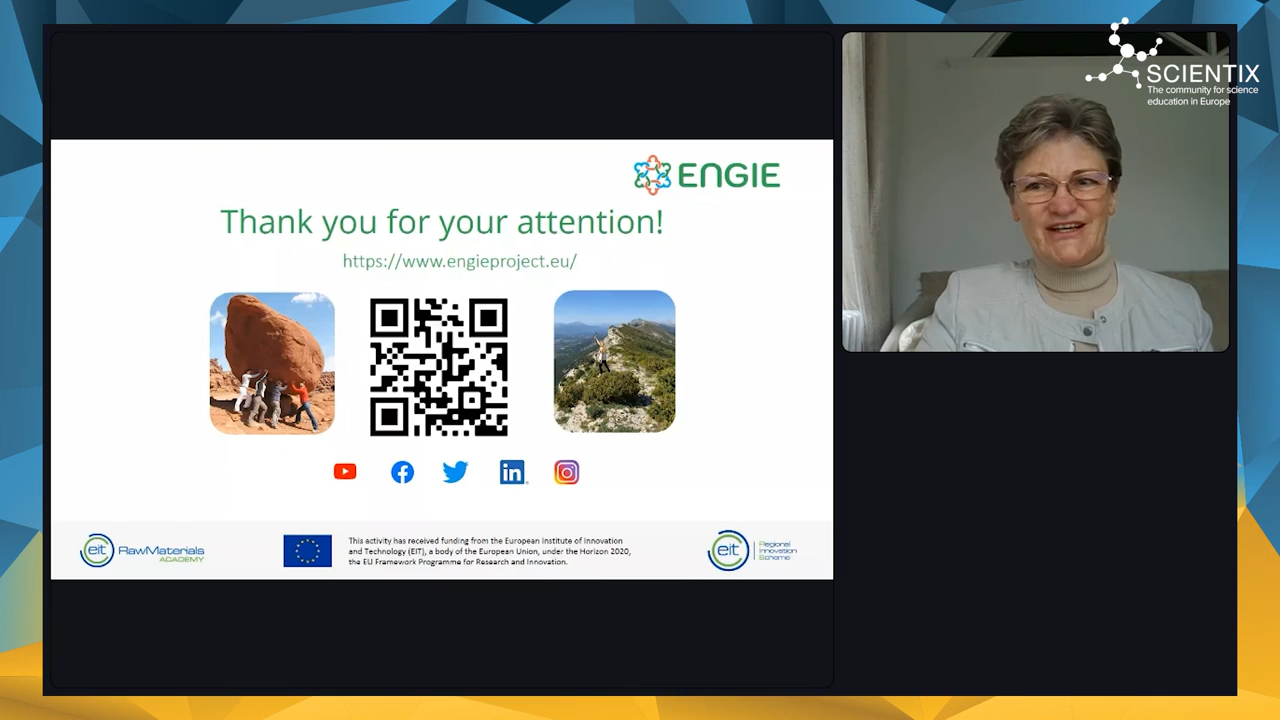 SCIENTIX
The community for science
education in Europe
ENGIE
Thank you for your attention!
https://www.engieproject.eu/
in
eit RawMaterials
ACADEMY
This activity has received funding from the European Institute of Innovation
and Technology (EIT), a body of the European Union, under the Horizon 2020,
the EU Framework Programme for Research and Innovation.
eit Regional
Innovation
Scheme